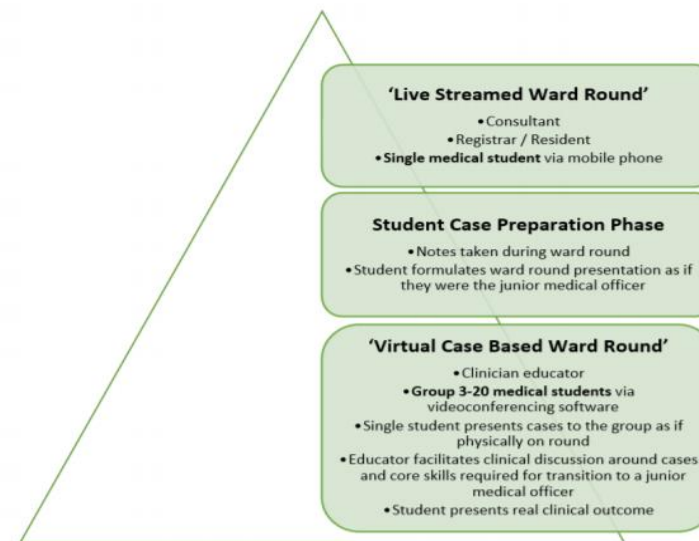 ‘Live Streamed Ward Round’
•Consultant
•Registrar / Resident
•Single medical student via mobile phone
Student Case Preparation Phase
•Notes taken during ward round
•Student formulates ward round presentation as if
they were the junior medical officer
‘Virtual Case Based Ward Round’
•Clinician educator
•Group 3-20 medical students via
videoconferencing software
•Single student presents cases to the group as if
physically on round
•Educator facilitates clinical discussion around cases
and core skills required for transition to a junior
medical officer
•Student presents real clinical outcome